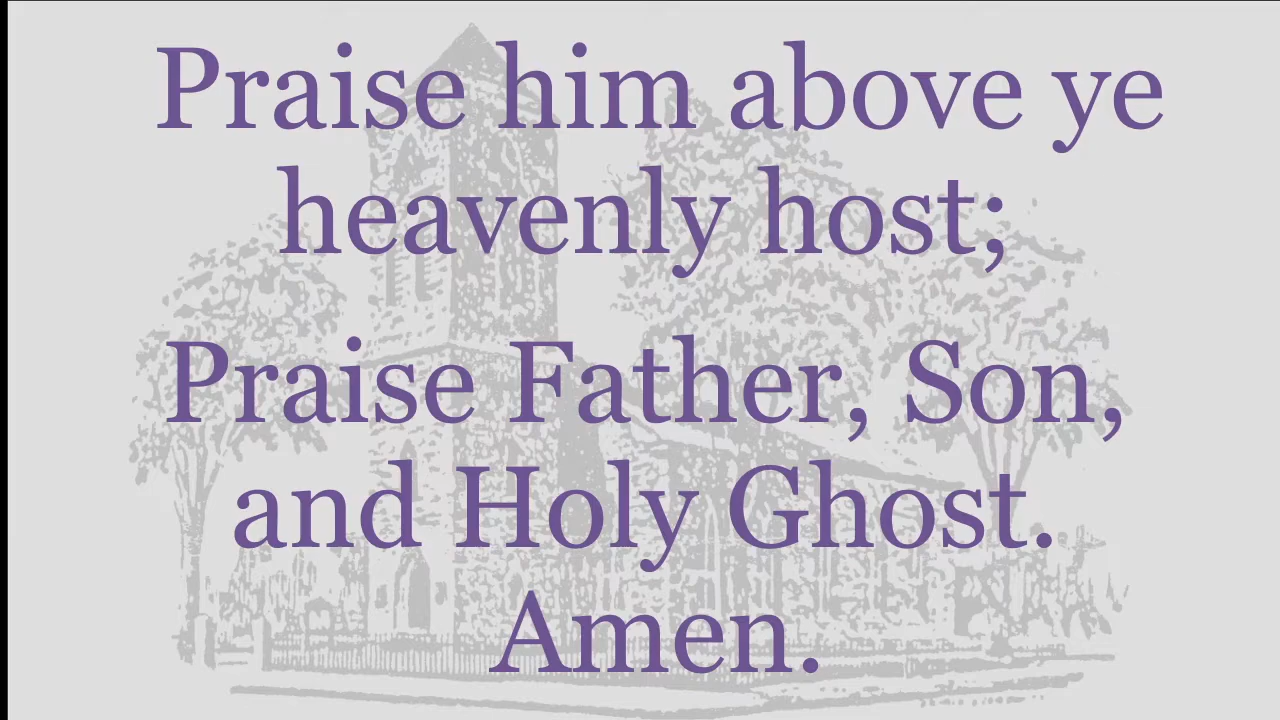 Praise him above ye
heavenly host;
Praise Father, Son,
and Holy Ghost.
Amen.